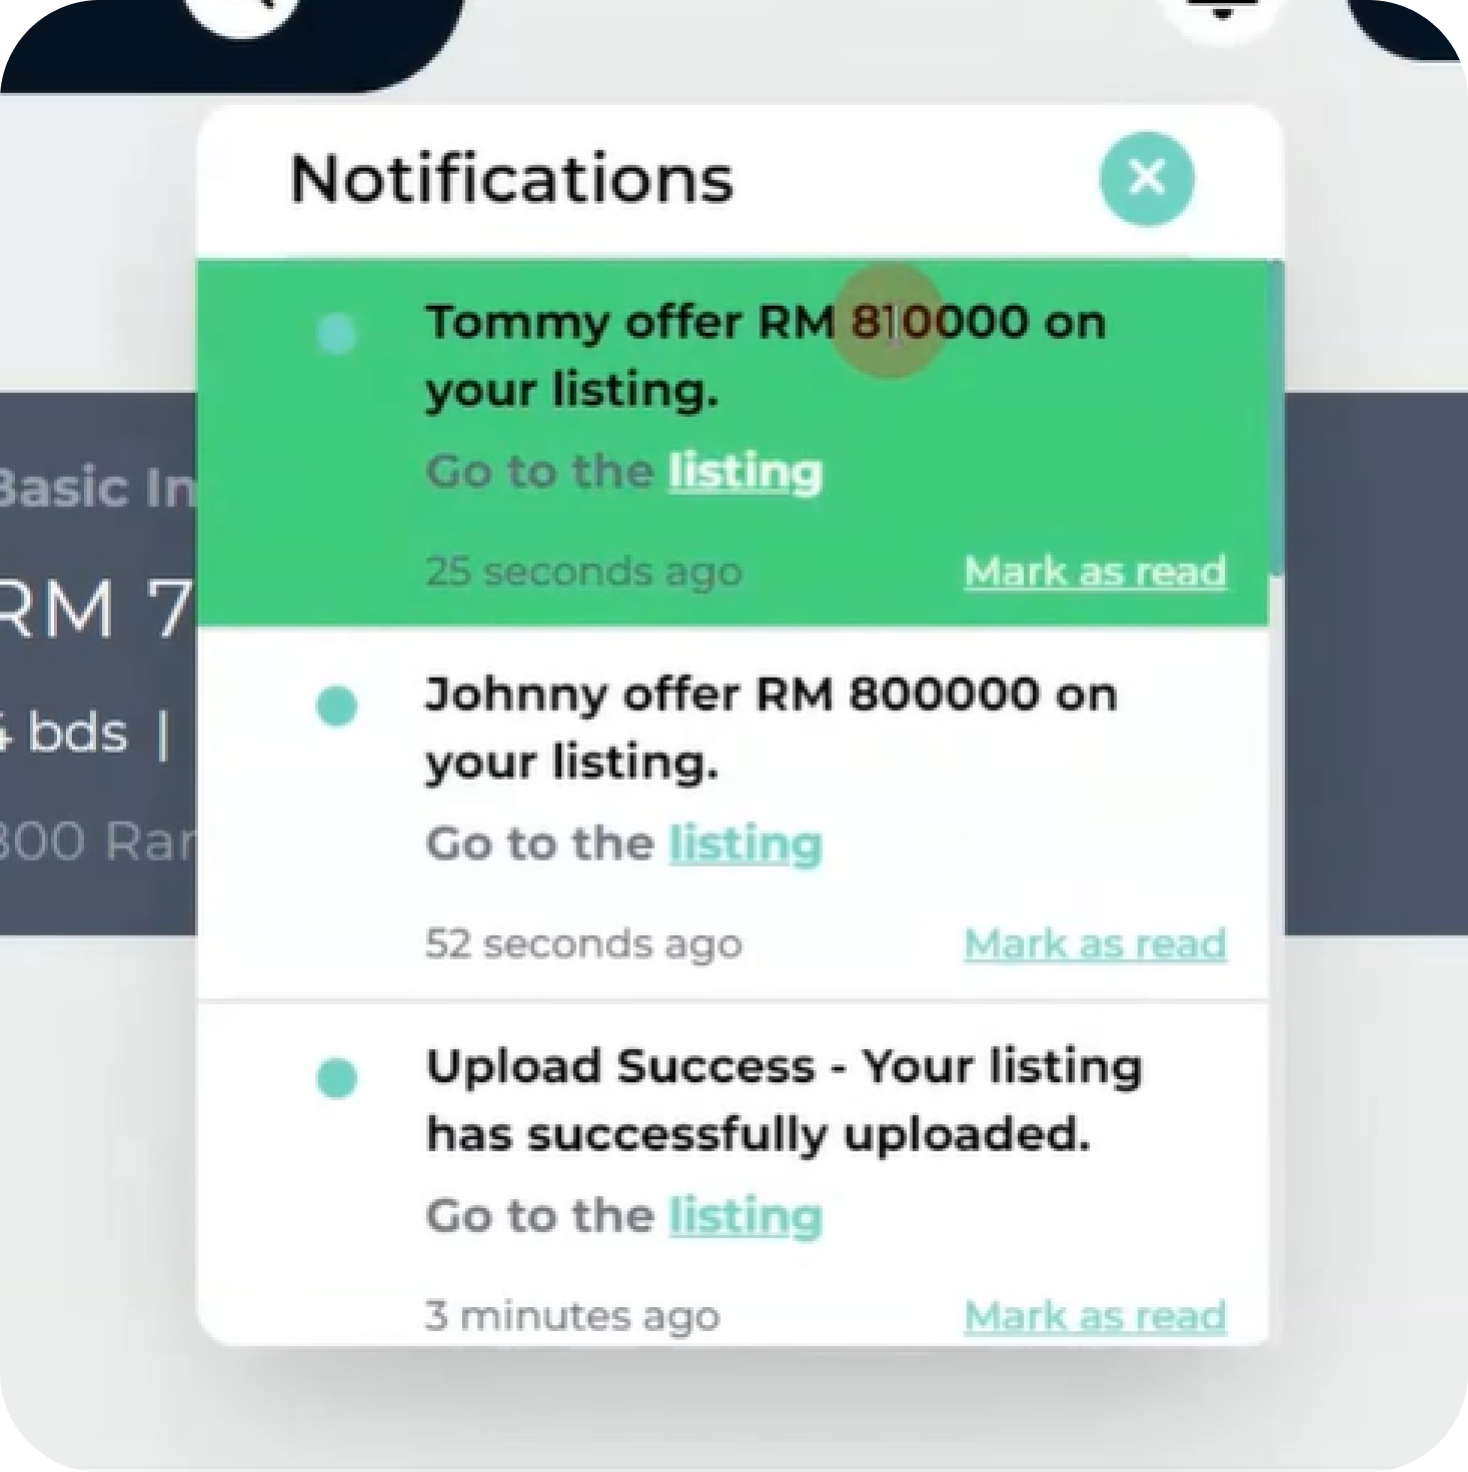 Notifications
Tommy offer RM 810000 on
your listing.
Go to the listing
25 seconds ago Mark as read
Johnny offer RM 800000 on
your listing.
Go to the listing
52 seconds ago Mark as read
Upload Success - Your listing
has successfully uploaded.
Go to the listing
3 minutes ago Mark as read
Basic
RM 7
4 bds |
300